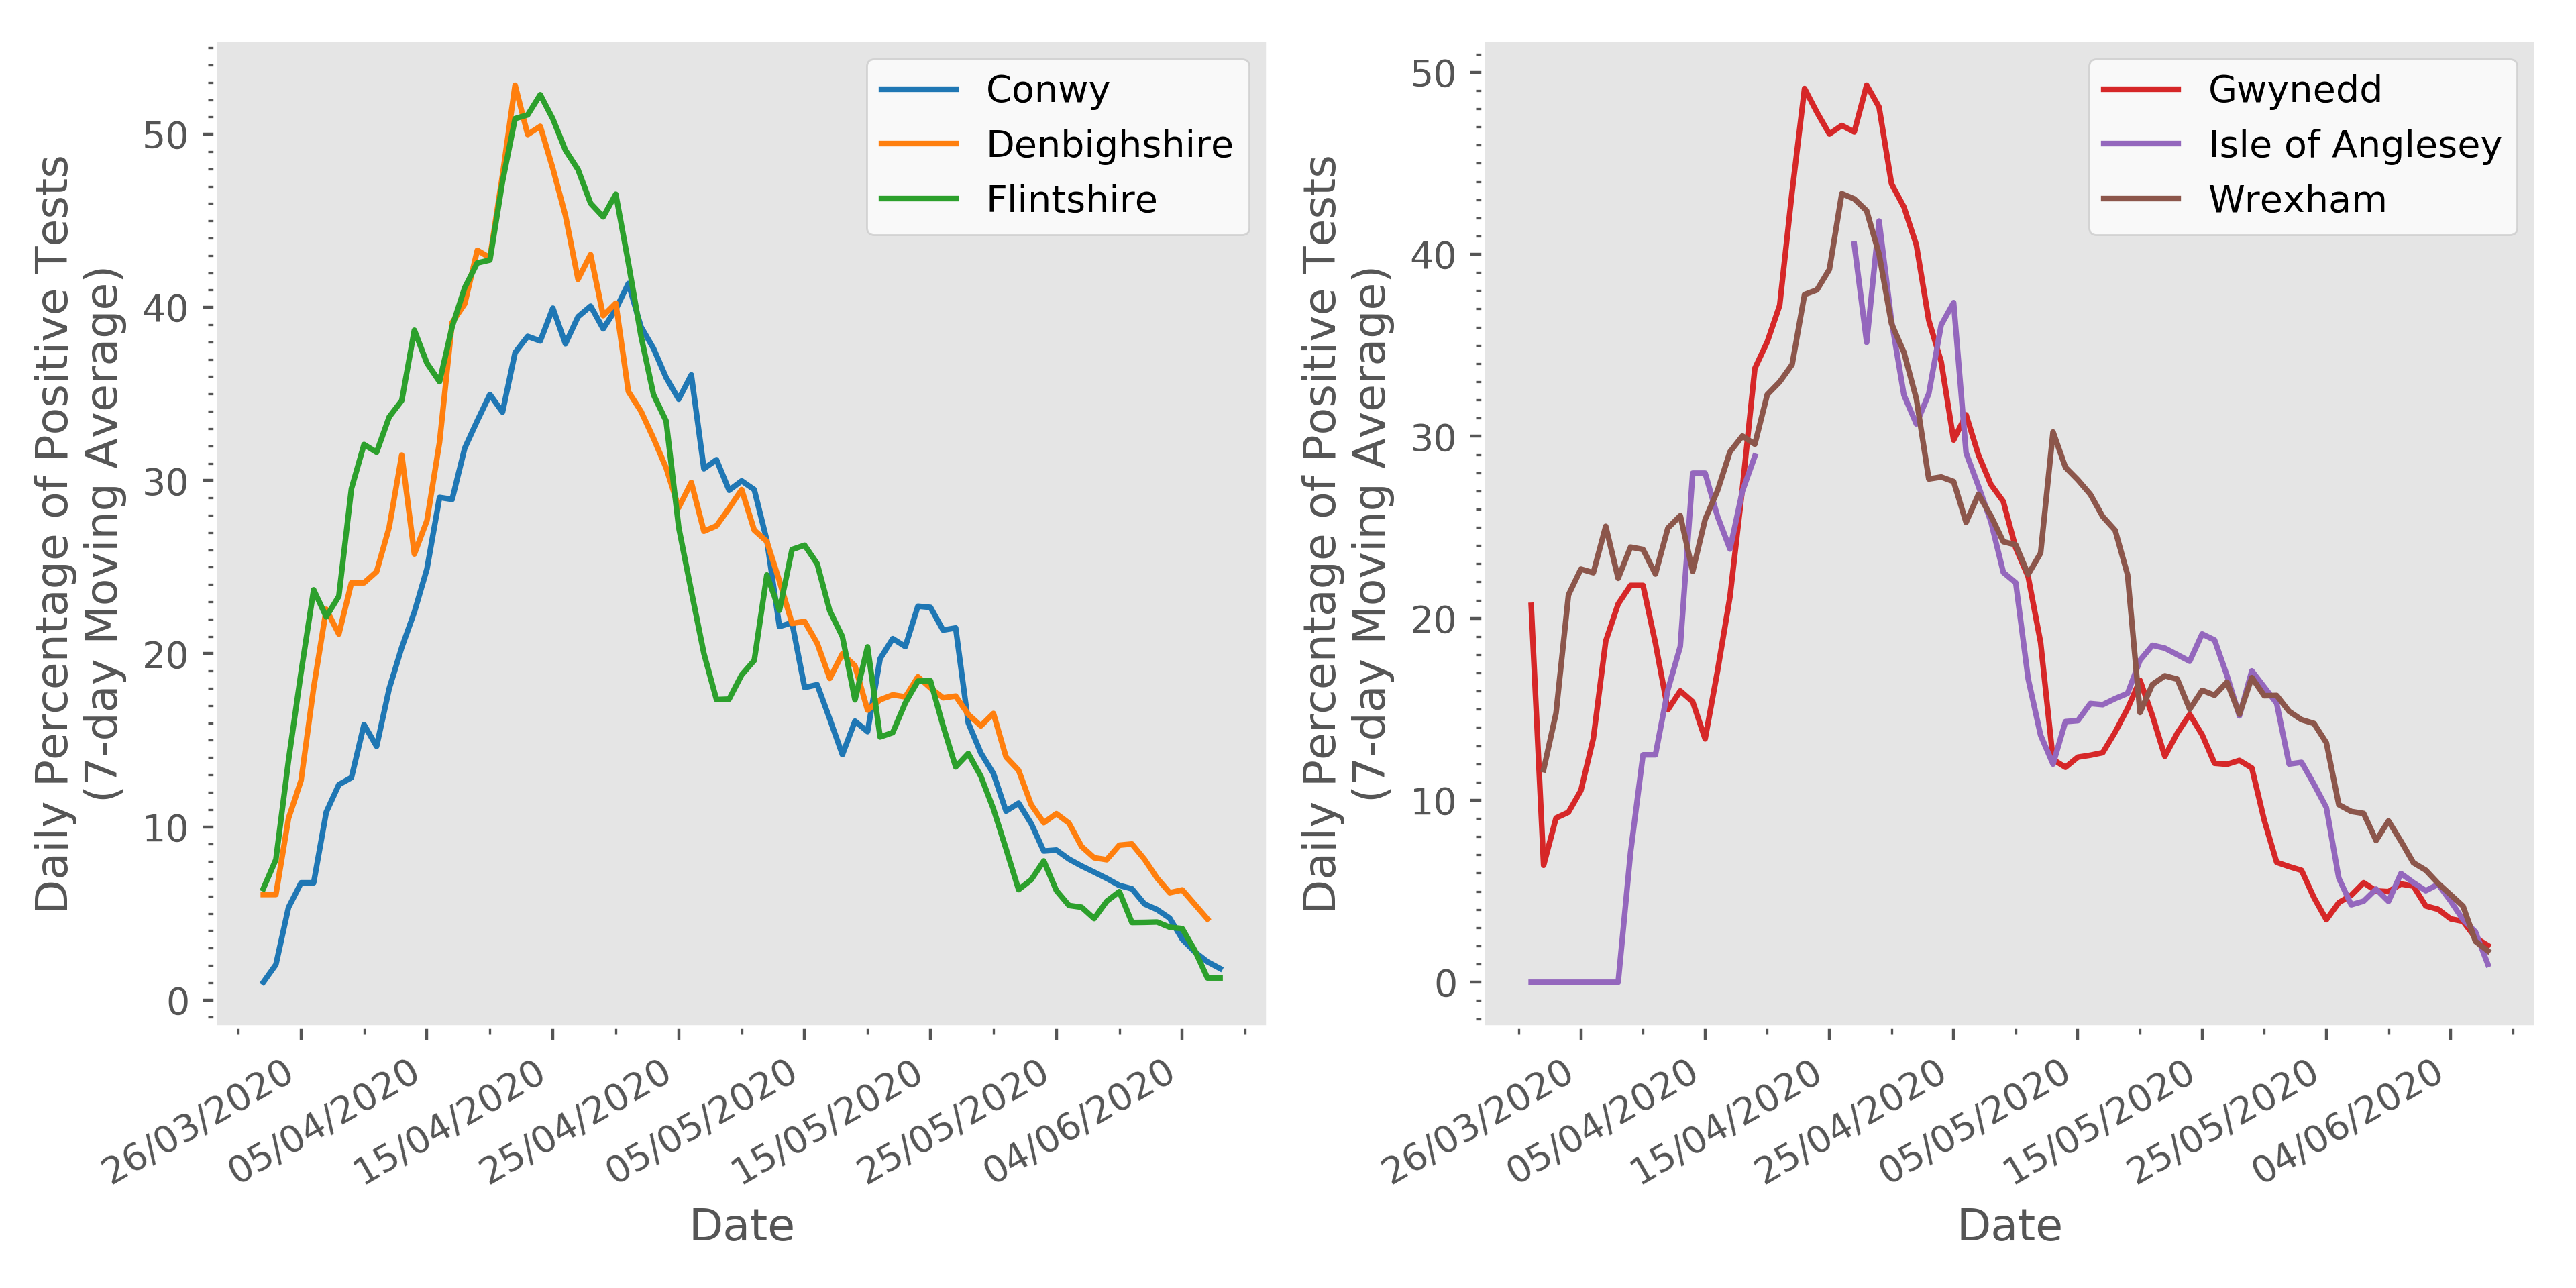 Daily Percentage of Positive Tests
(7-day Moving Average)
50
40
30
20
10
0
Conwy
Denbighshire
Flintshire
26/03/2020
05/04/2020
15/04/2020
25/04/2020
05/05/2020
15/05/2020
25/05/2020
04/06/2020
Date
Daily Percentage of Positive Tests
(7-day Moving Average)
50
40
30
20
10
0
Gwynedd
Isle of Anglesey
Wrexham
26/03/2020
05/04/2020
15/04/2020
25/04/2020
05/05/2020
15/05/2020
25/05/2020
04/06/2020
Date